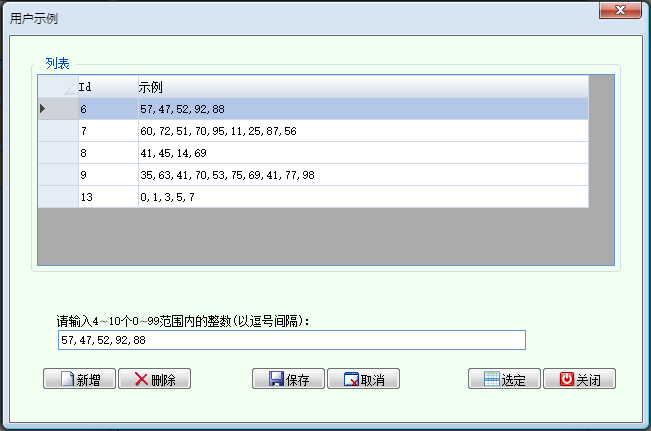 用户示例
列表
Id 示例
6 57,47,52,92,88
7 60,72,51,70,95,11,25,87,56
8 41,45,14,69
9 35,63,41,70,53,75,69,41,77,98
13 0,1,3,5,7
请输入4~10个0~99范围内的整数(以逗号间隔):
57,47,52,92,88
新增 删除 保存 取消 选定 关闭